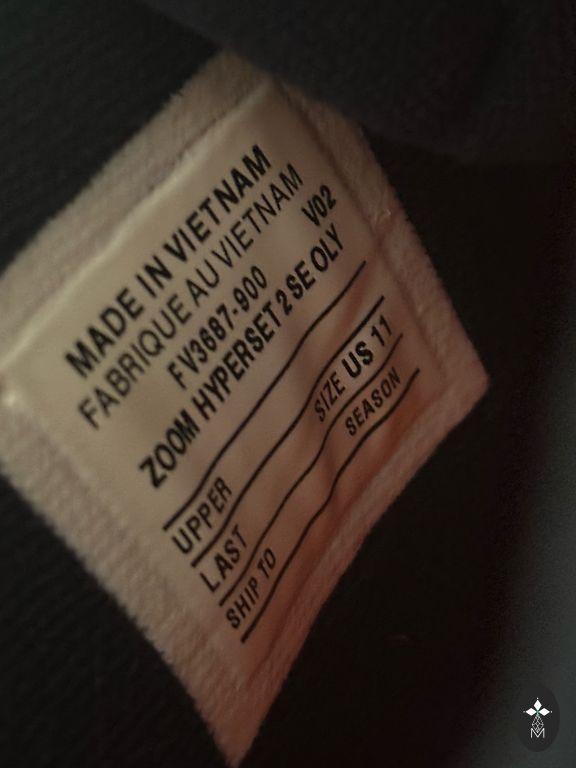 MADE IN VIETNAM
FABRIQUE AU VIETNAM
FV3687-900 V02
ZOOM HYPERSET 2 SE OLY
UPPER SIZE US 11
LAST SEASON
SHIP TO
M